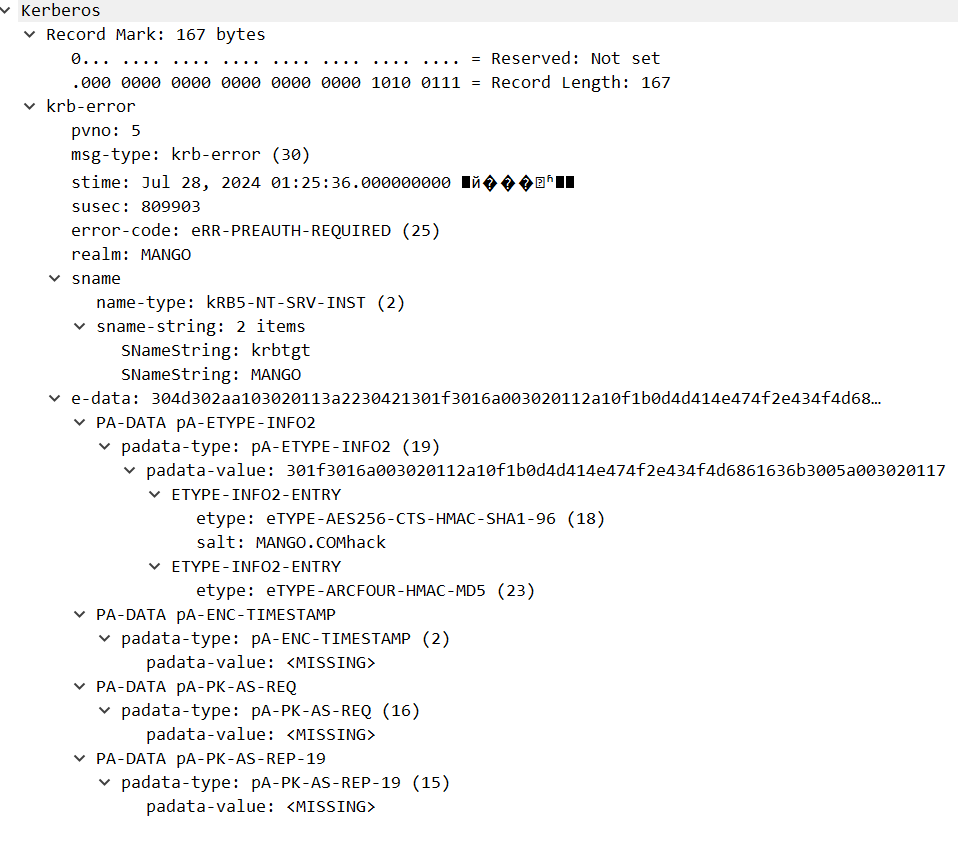 Kerberos
Record Mark: 167 bytes
0... .... .... .... .... .... .... .... = Reserved: Not set
.000 0000 0000 0000 0000 0000 1010 0111 = Record Length: 167
krb-error
pvno: 5
msg-type: krb-error (30)
stime: Jul 28, 2024 01:25:36.000000000
susec: 809903
error-code: eRR-PREAUTH-REQUIRED (25)
realm: MANGO
sname
name-type: kRB5-NT-SRV-INST (2)
sname-string: 2 items
SNameString: krbtgt
SNameString: MANGO
e-data: 304d302aa103020113a2230421301f3016a003020112a10f1b0d4d414e474f2e434f4d68…
PA-DATA pA-ETYPE-INFO2
padata-type: pA-ETYPE-INFO2 (19)
padata-value: 301f3016a003020112a10f1b0d4d414e474f2e434f4d6861636b3005a003020117
ETYPE-INFO2-ENTRY
etype: eTYPE-AES256-CTS-HMAC-SHA1-96 (18)
salt: MANGO.COMhack
ETYPE-INFO2-ENTRY
etype: eTYPE-ARCFOUR-HMAC-MD5 (23)
PA-DATA pA-ENC-TIMESTAMP
padata-type: pA-ENC-TIMESTAMP (2)
padata-value: <MISSING>
PA-DATA pA-PK-AS-REQ
padata-type: pA-PK-AS-REQ (16)
padata-value: <MISSING>
PA-DATA pA-PK-AS-REP-19
padata-type: pA-PK-AS-REP-19 (15)
padata-value: <MISSING>